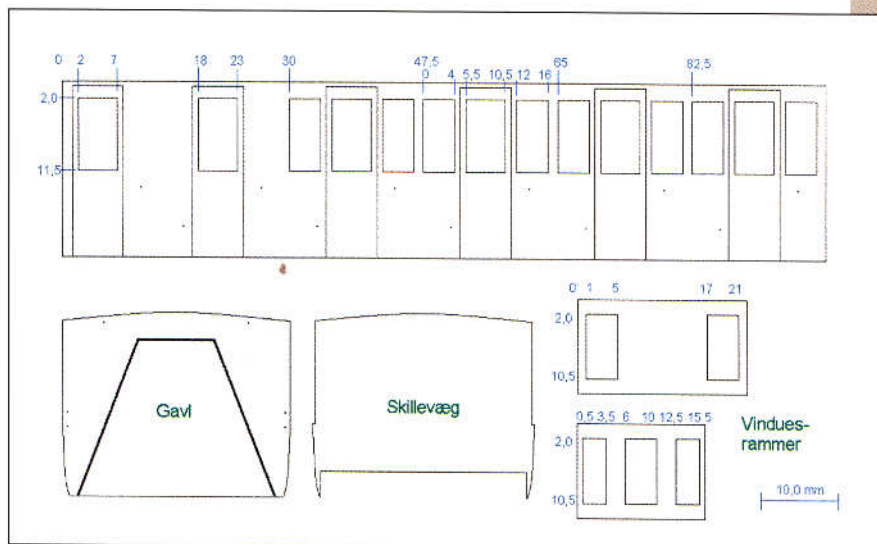 0 2 7 18 23 30 47,5 65 82,5
0 4 5,5 10,5 12 16
2,0
11,5
0 1 5 17 21
2,0
10,5
Gavl
Skillevæg
0,5 3,5 6 10 12,5 15,5
2,0
10,5
Vindues-
rammer
10,0 mm